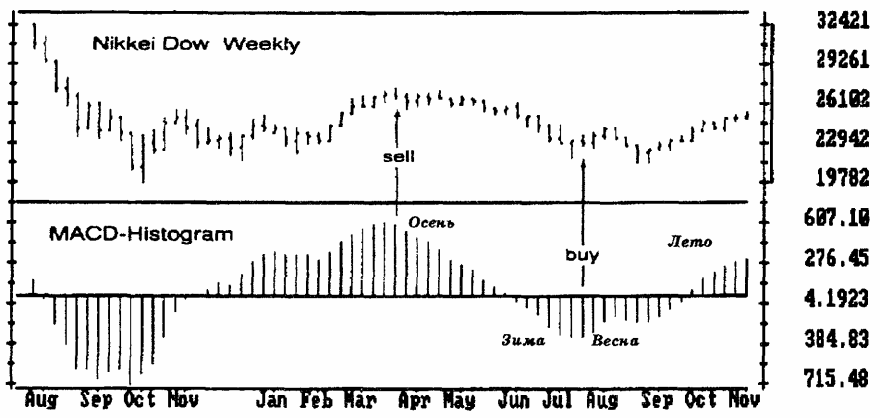 Nikkei Dow Weekly
32421
29261
26102
22942
19782
sell
MACD-Histogram
Осень
buy
Лето
Зима
Весна
607.10
276.45
4.1923
384.83
715.48
Aug Sep Oct Nov Jan Feb Mar Apr May Jun Jul Aug Sep Oct Nov